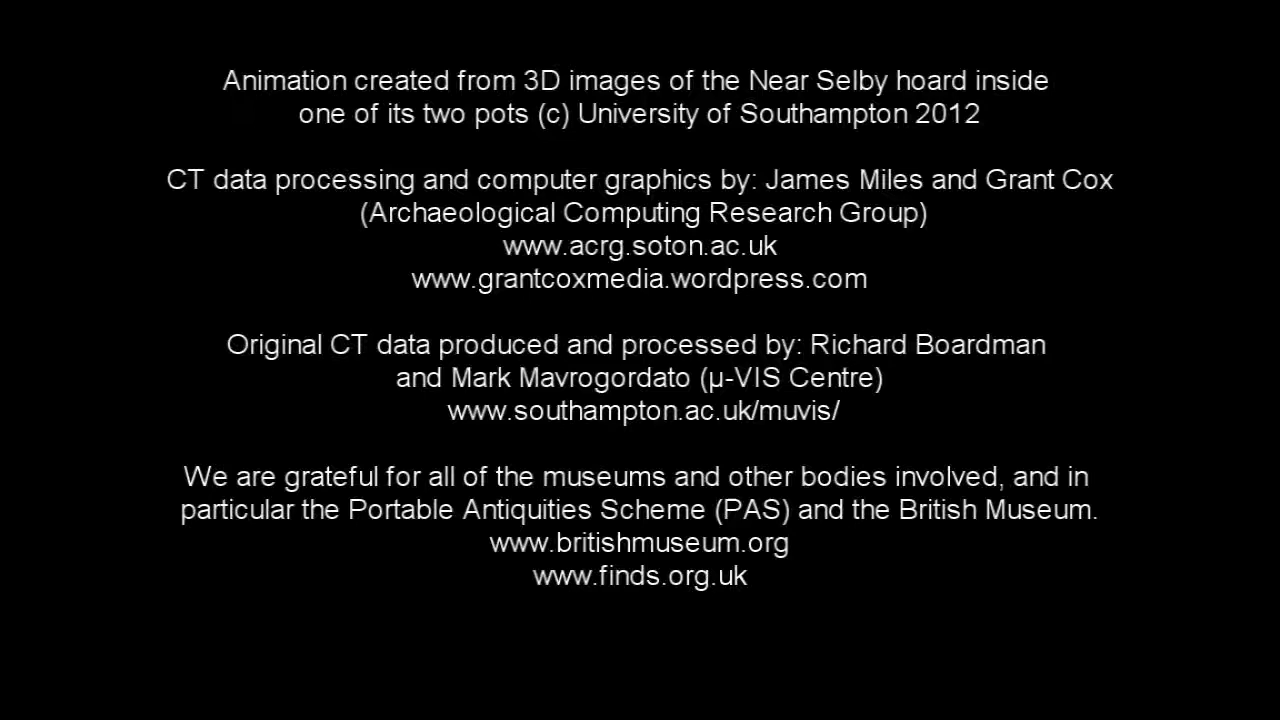 Animation created from 3D images of the Near Selby hoard inside
one of its two pots (c) University of Southampton 2012
CT data processing and computer graphics by: James Miles and Grant Cox
(Archaeological Computing Research Group)
www.acrg.soton.ac.uk
www.grantcoxmedia.wordpress.com
Original CT data produced and processed by: Richard Boardman
and Mark Mavrogordato (µ-VIS Centre)
www.southampton.ac.uk/muvis/
We are grateful for all of the museums and other bodies involved, and in
particular the Portable Antiquities Scheme (PAS) and the British Museum.
www.britishmuseum.org
www.finds.org.uk